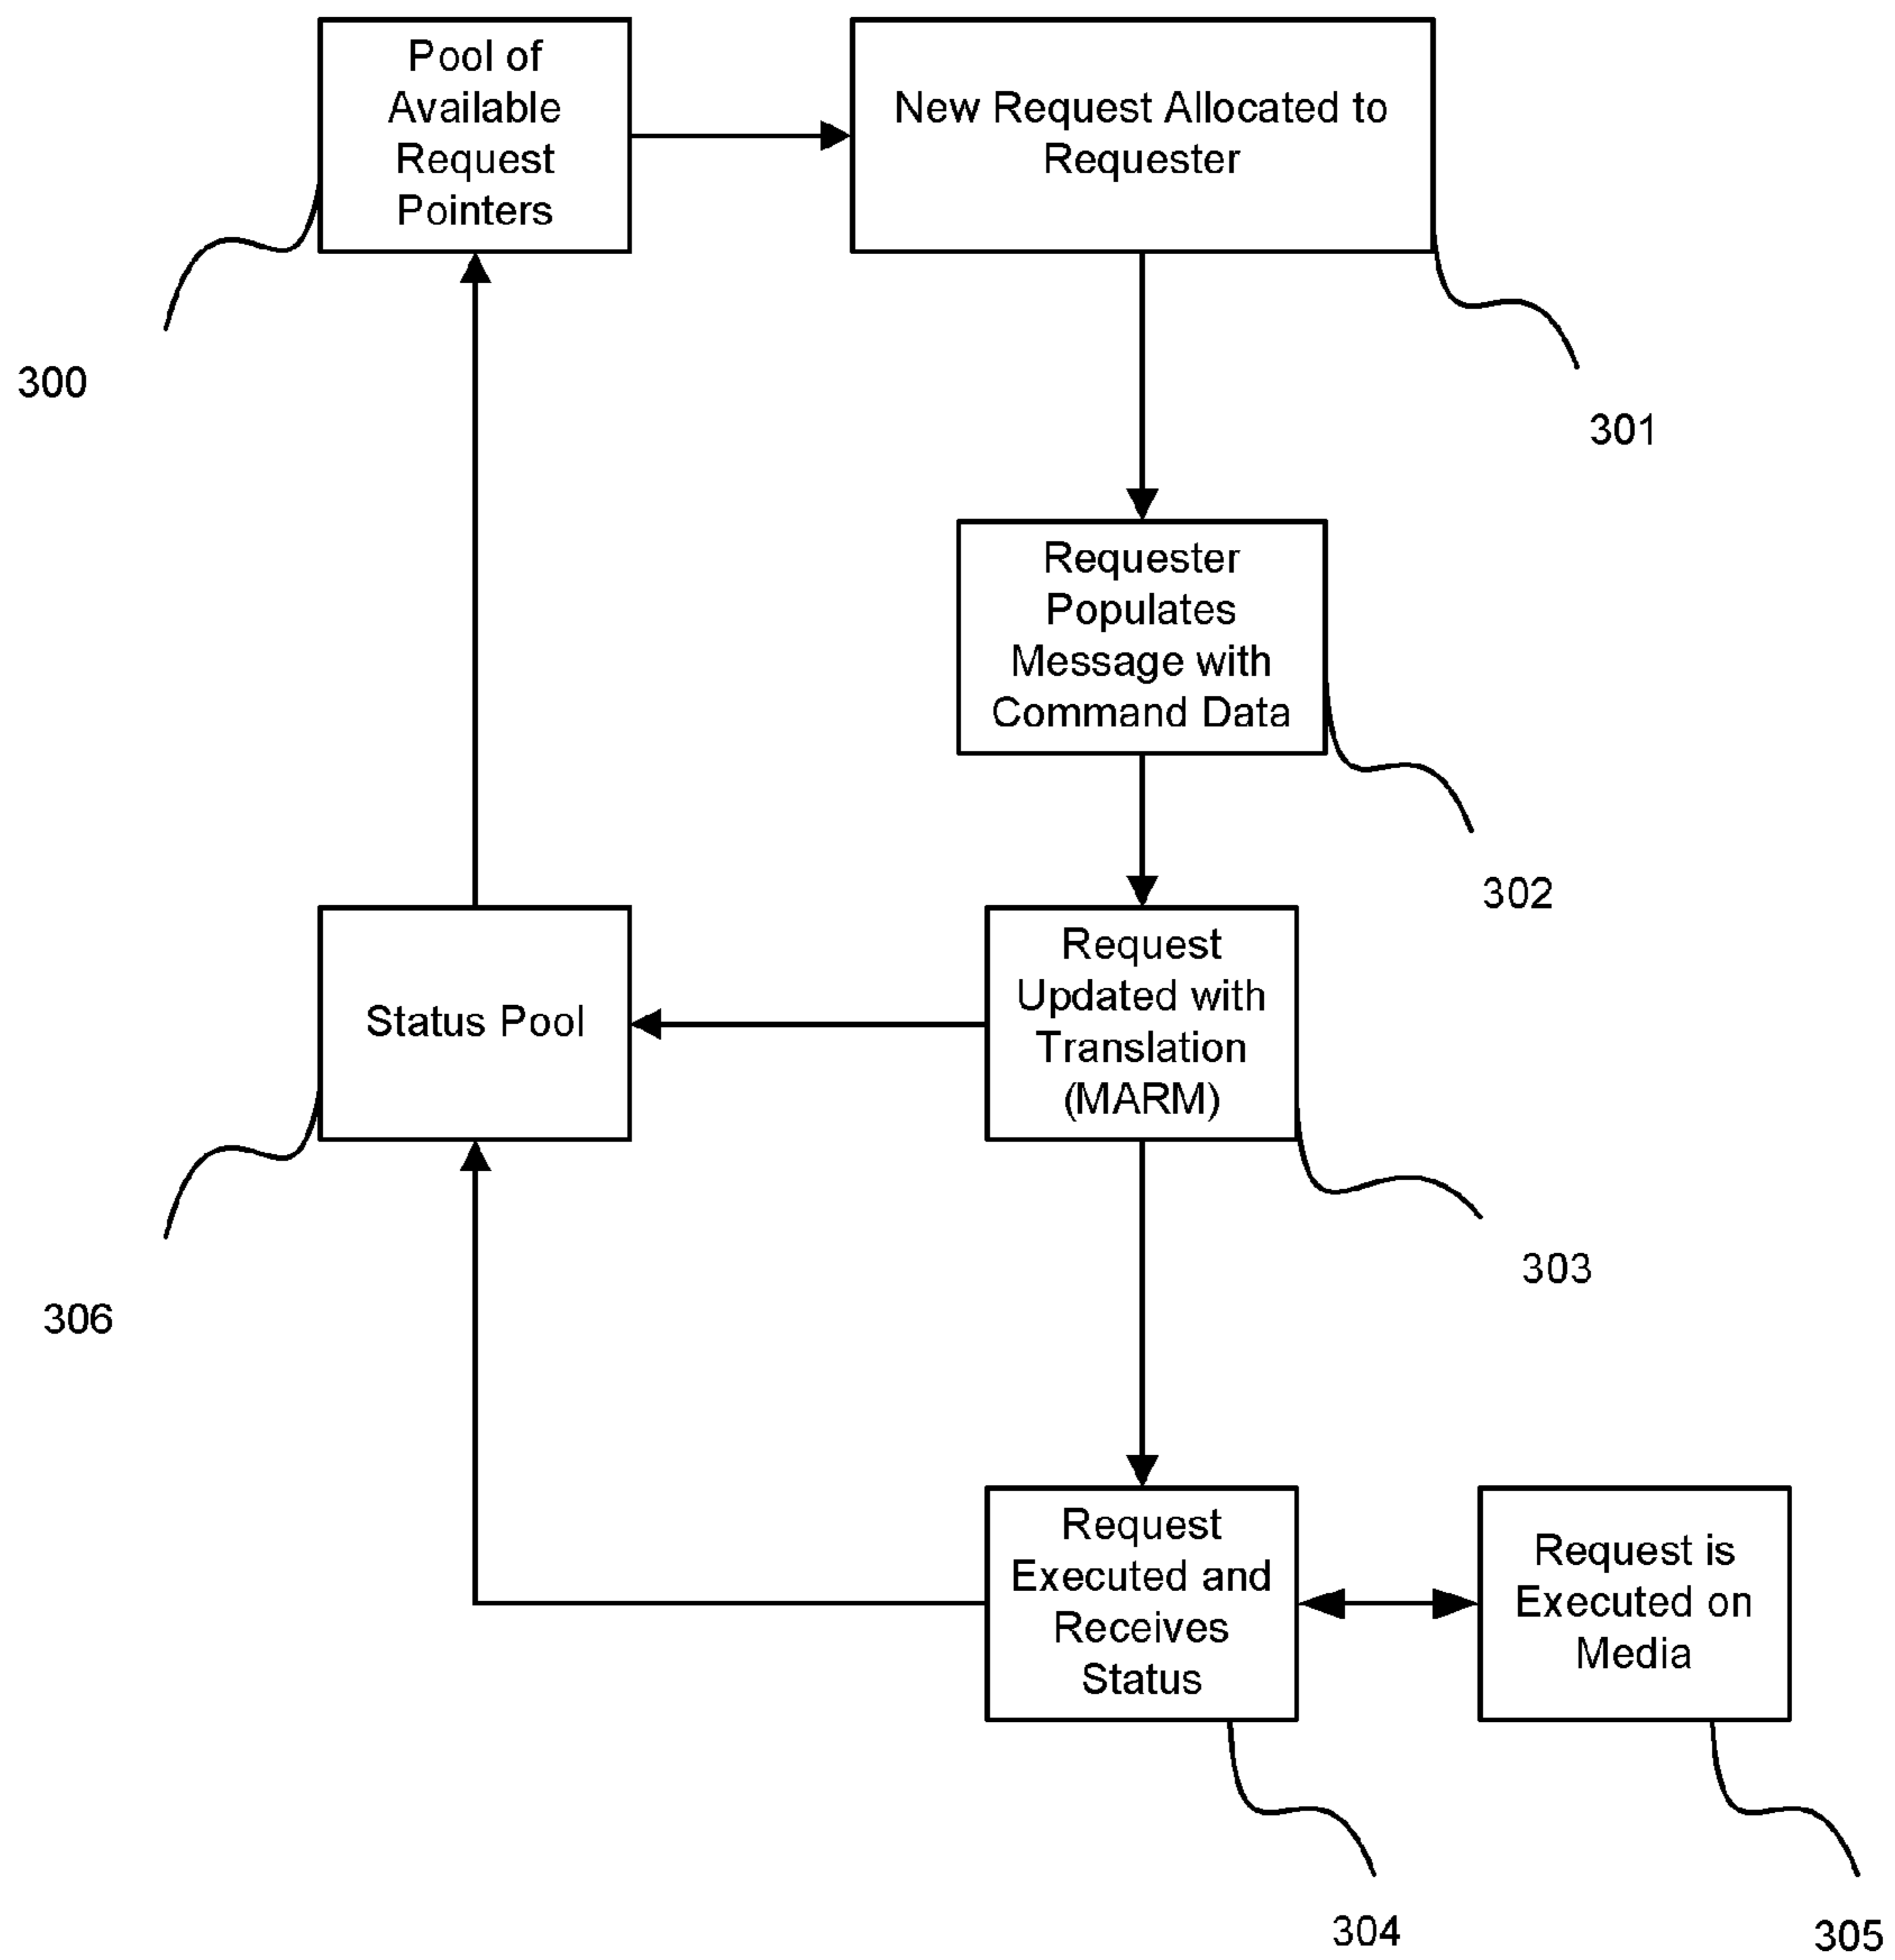 Pool of
Available
Request
Pointers
New Request Allocated to
Requester
300
301
Requester
Populates
Message with
Command Data
302
Status Pool
Request
Updated with
Translation
(MARM)
303
306
Request
Executed and
Receives
Status
Request is
Executed on
Media
304
305